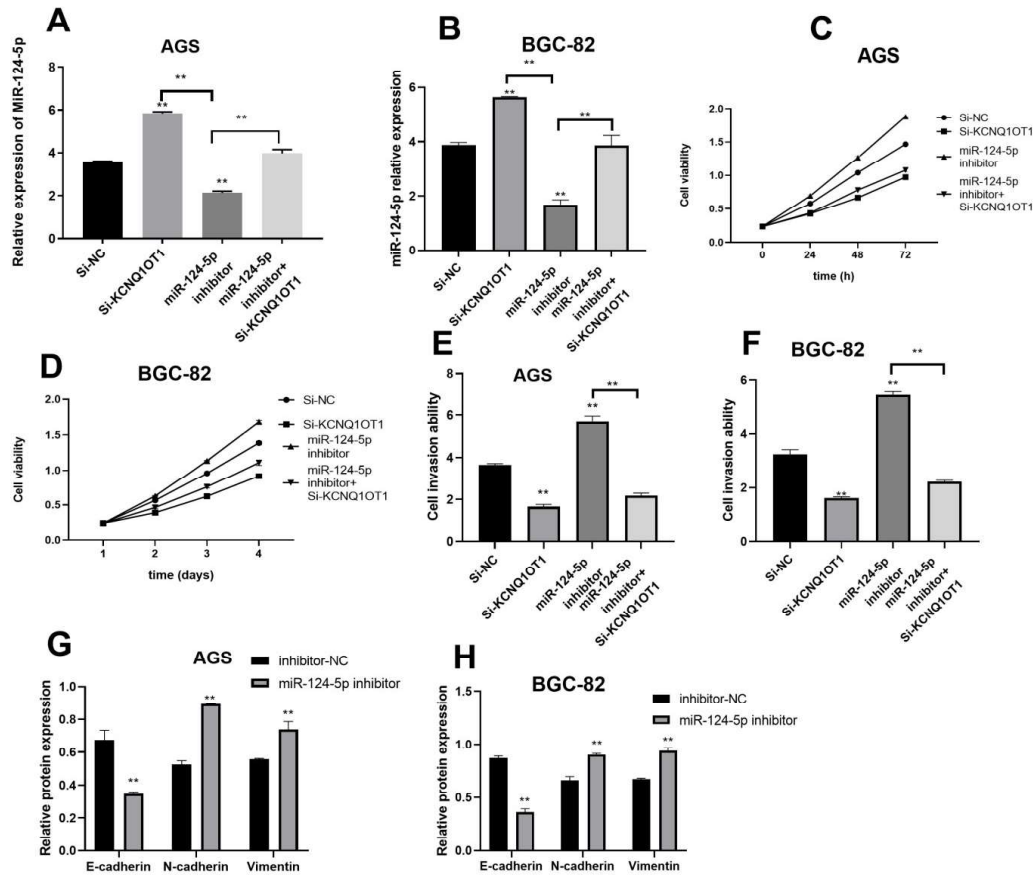 A
AGS
Relative expression of MiR-124-5p
8
6
4
2
0
**
**
**
**
Si-NC
Si-KCNQ1OT1
miR-124-5p
inhibitor
miR-124-5p
inhibitor+
Si-KCNQ1OT1
B
BGC-82
miR-124-5p relative expression
6
4
2
0
**
**
**
**
Si-NC
Si-KCNQ1OT1
miR-124-5p
inhibitor
miR-124-5p
inhibitor+
Si-KCNQ1OT1
C
AGS
Cell viability
2.0
1.5
1.0
0.5
0.0
0 24 48 72
time (h)
Si-NC
Si-KCNQ1OT1
miR-124-5p
inhibitor
miR-124-5p
inhibitor+
Si-KCNQ1OT1
D
BGC-82
Cell viability
2.0
1.5
1.0
0.5
0.0
1 2 3 4
time (days)
Si-NC
Si-KCNQ1OT1
miR-124-5p
inhibitor
miR-124-5p
inhibitor+
Si-KCNQ1OT1
E
AGS
Cell invasion ability
8
6
4
2
0
**
**
**
Si-NC
Si-KCNQ1OT1
miR-124-5p
inhibitor
miR-124-5p
inhibitor+
Si-KCNQ1OT1
F
BGC-82
Cell invasion ability
6
4
2
0
**
**
**
Si-NC
Si-KCNQ1OT1
miR-124-5p
inhibitor
miR-124-5p
inhibitor+
Si-KCNQ1OT1
G
AGS
inhibitor-NC
miR-124-5p inhibitor
Relative protein expression
1.0
0.8
0.6
0.4
0.2
0.0
**
**
**
E-cadherin N-cadherin Vimentin
H
BGC-82
inhibitor-NC
miR-124-5p inhibitor
Relative protein expression
1.5
1.0
0.5
0.0
**
**
**
E-cadherin N-cadherin Vimentin